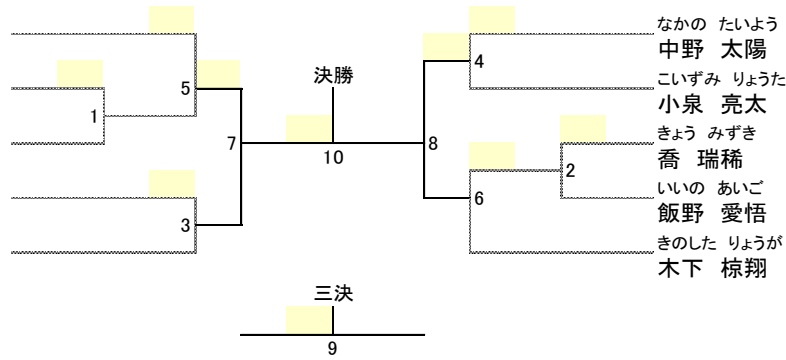 なかの たいよう
中野 太陽
こいずみ りょうた
小泉 亮太
きょう みずき
喬 瑞稀
いいの あいご
飯野 愛悟
きのした りょうが
木下 椋翔
決勝
5
4
1
7
10
8
2
3
6
三決
9